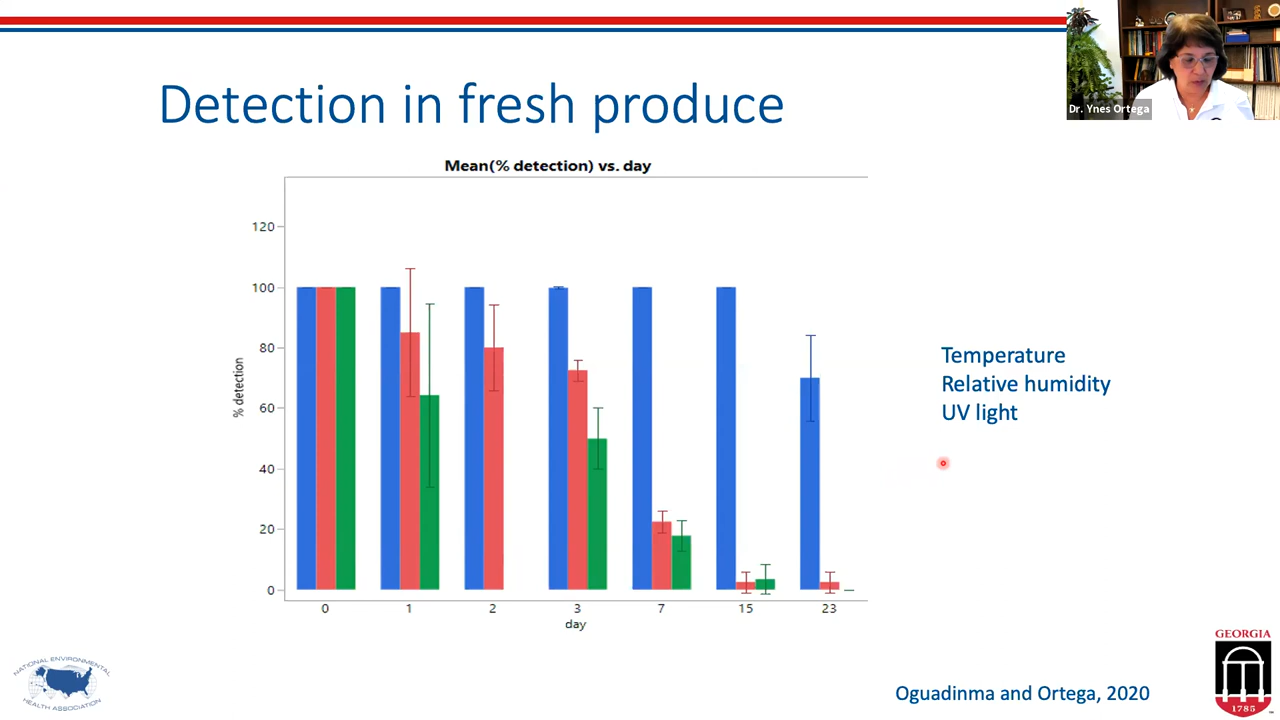 Dr. Ynes Ortega
Detection in fresh produce
Mean(% detection) vs. day
120
100
80
60
40
20
0
% detection
0 1 2 3 7 15 23
day
Temperature
Relative humidity
UV light
NATIONAL ENVIRONMENTAL
HEALTH ASSOCIATION
Oguadinma and Ortega, 2020
GEORGIA
1785